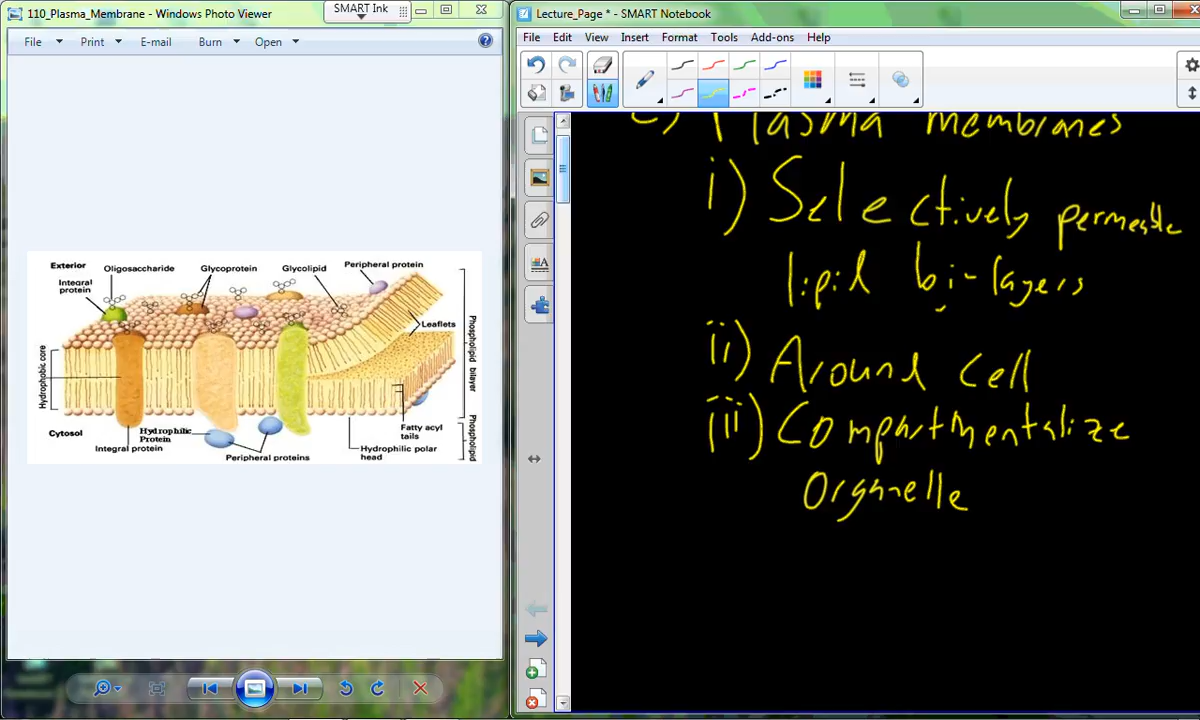 110_Plasma_Membrane - Windows Photo Viewer
SMART Ink
File Print E-mail Burn Open
Exterior
Oligosaccharide
Glycoprotein
Glycolipid
Peripheral protein
Integral
protein
Leaflets
Phospholipid bilayer
Hydrophobic core
Phospholipid
Cytosol
Hydrophilic
Protein
Integral protein
Peripheral proteins
Fatty acyl
tails
Hydrophilic polar
head
Lecture_Page * - SMART Notebook
File Edit View Insert Format Tools Add-ons Help
Plasma membranes
i) Selectively permeable
lipid bi-layers
ii) Around Cell
iii) Compartmentalize
Organelle